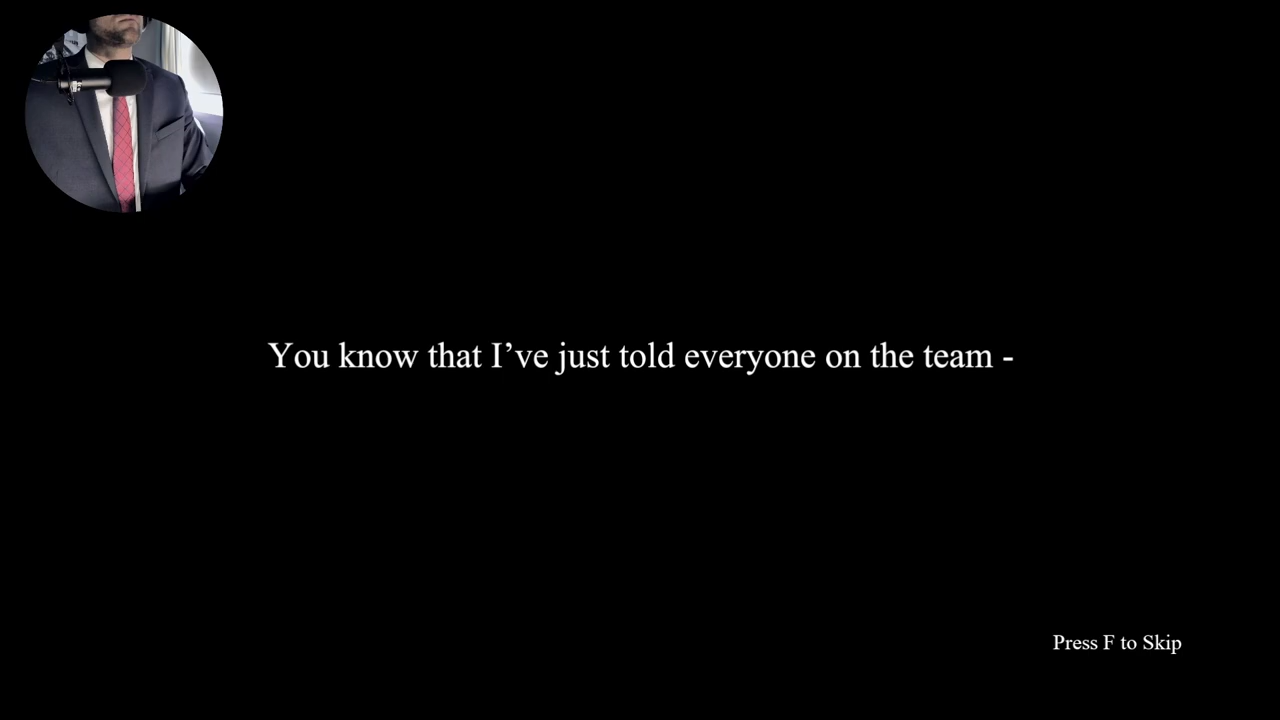 You know that I’ve just told everyone on the team -
Press F to Skip